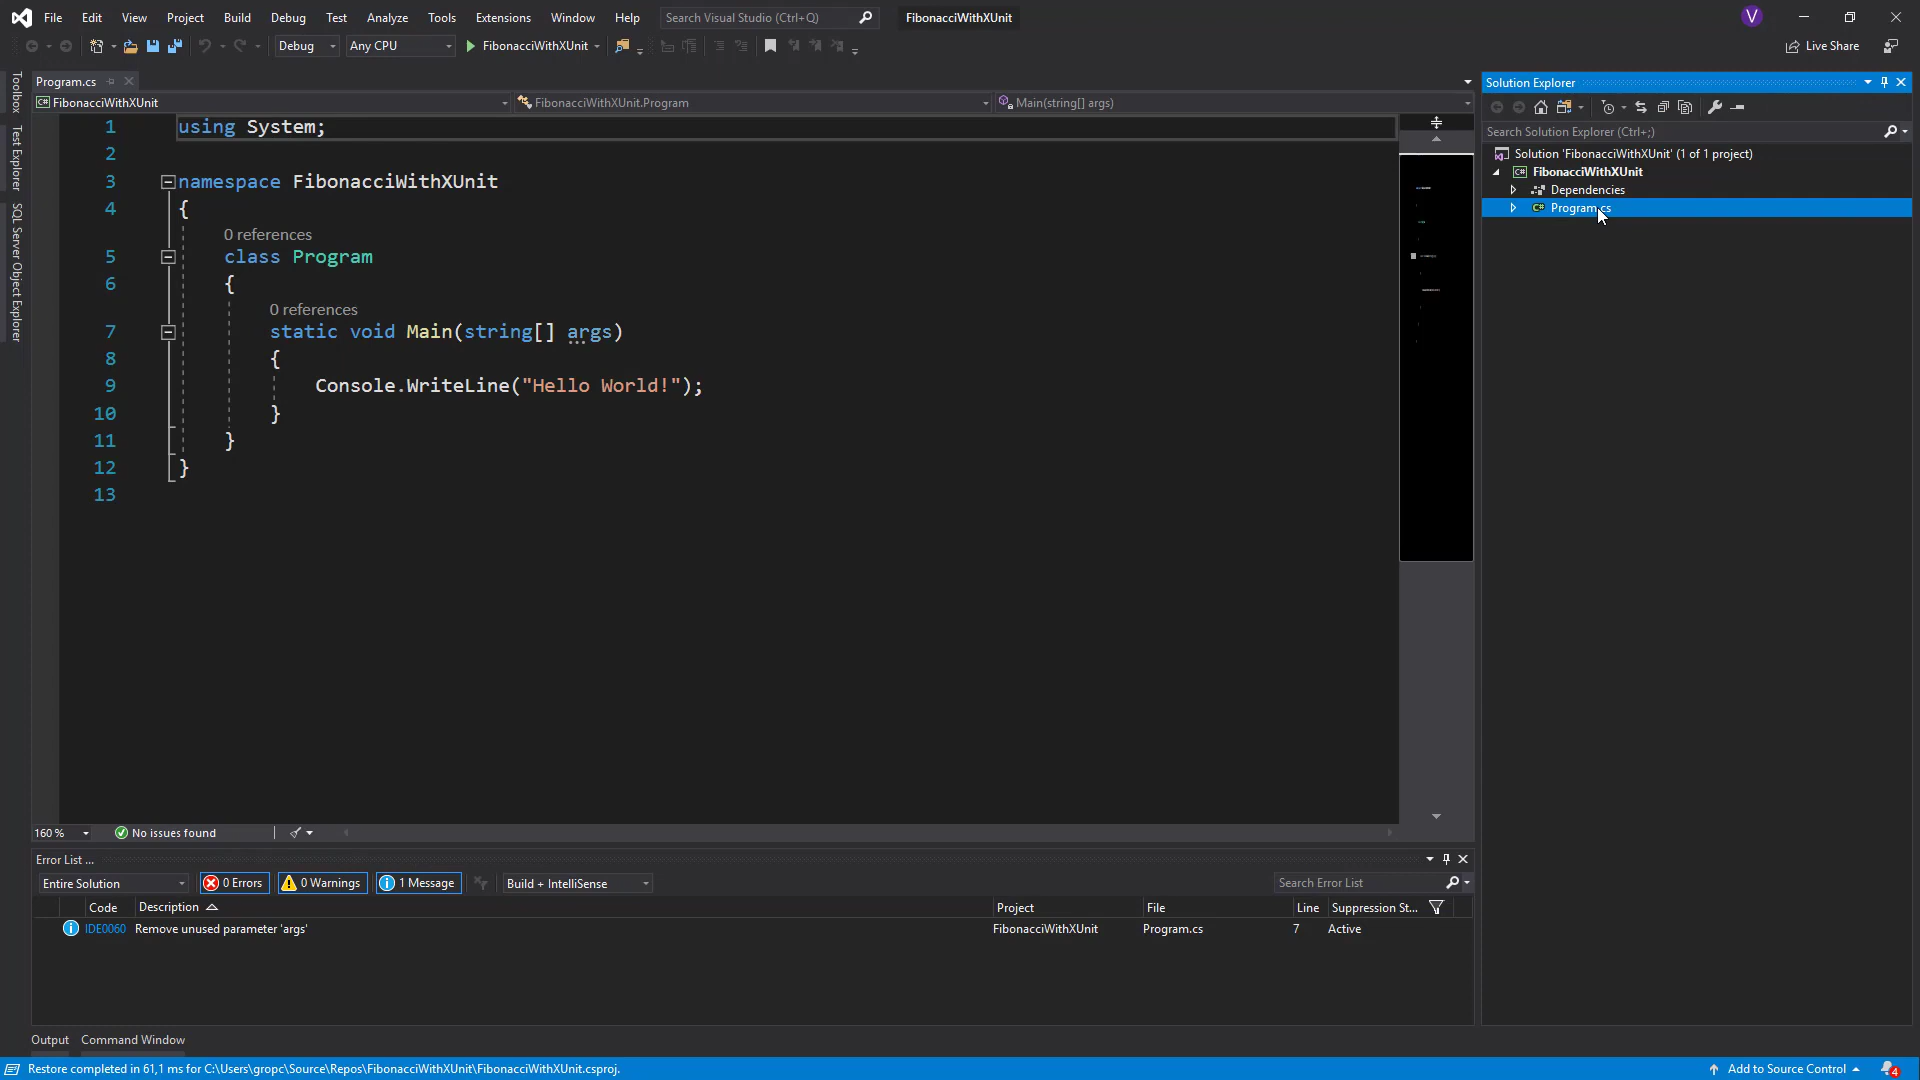 File Edit View Project Build Debug Test Analyze Tools Extensions Window Help Search Visual Studio (Ctrl+Q) FibonacciWithXUnit V
Debug Any CPU FibonacciWithXUnit Live Share
Toolbox
Test Explorer
SQL Server Object Explorer
Program.cs
FibonacciWithXUnit FibonacciWithXUnit.Program Main(string[] args)
1 using System;
2
3 namespace FibonacciWithXUnit
4 {
0 references
5 class Program
6 {
0 references
7 static void Main(string[] args)
8 {
9 Console.WriteLine("Hello World!");
10 }
11 }
12 }
13
160 % No issues found
Solution Explorer
Search Solution Explorer (Ctrl+;)
Solution 'FibonacciWithXUnit' (1 of 1 project)
FibonacciWithXUnit
Dependencies
Program.cs
Error List ...
Entire Solution 0 Errors 0 Warnings 1 Message Build + IntelliSense Search Error List
Code Description Project File Line Suppression St...
IDE0060 Remove unused parameter 'args' FibonacciWithXUnit Program.cs 7 Active
Output Command Window
Restore completed in 61,1 ms for C:\Users\gropc\Source\Repos\FibonacciWithXUnit\FibonacciWithXUnit.csproj. Add to Source Control 4